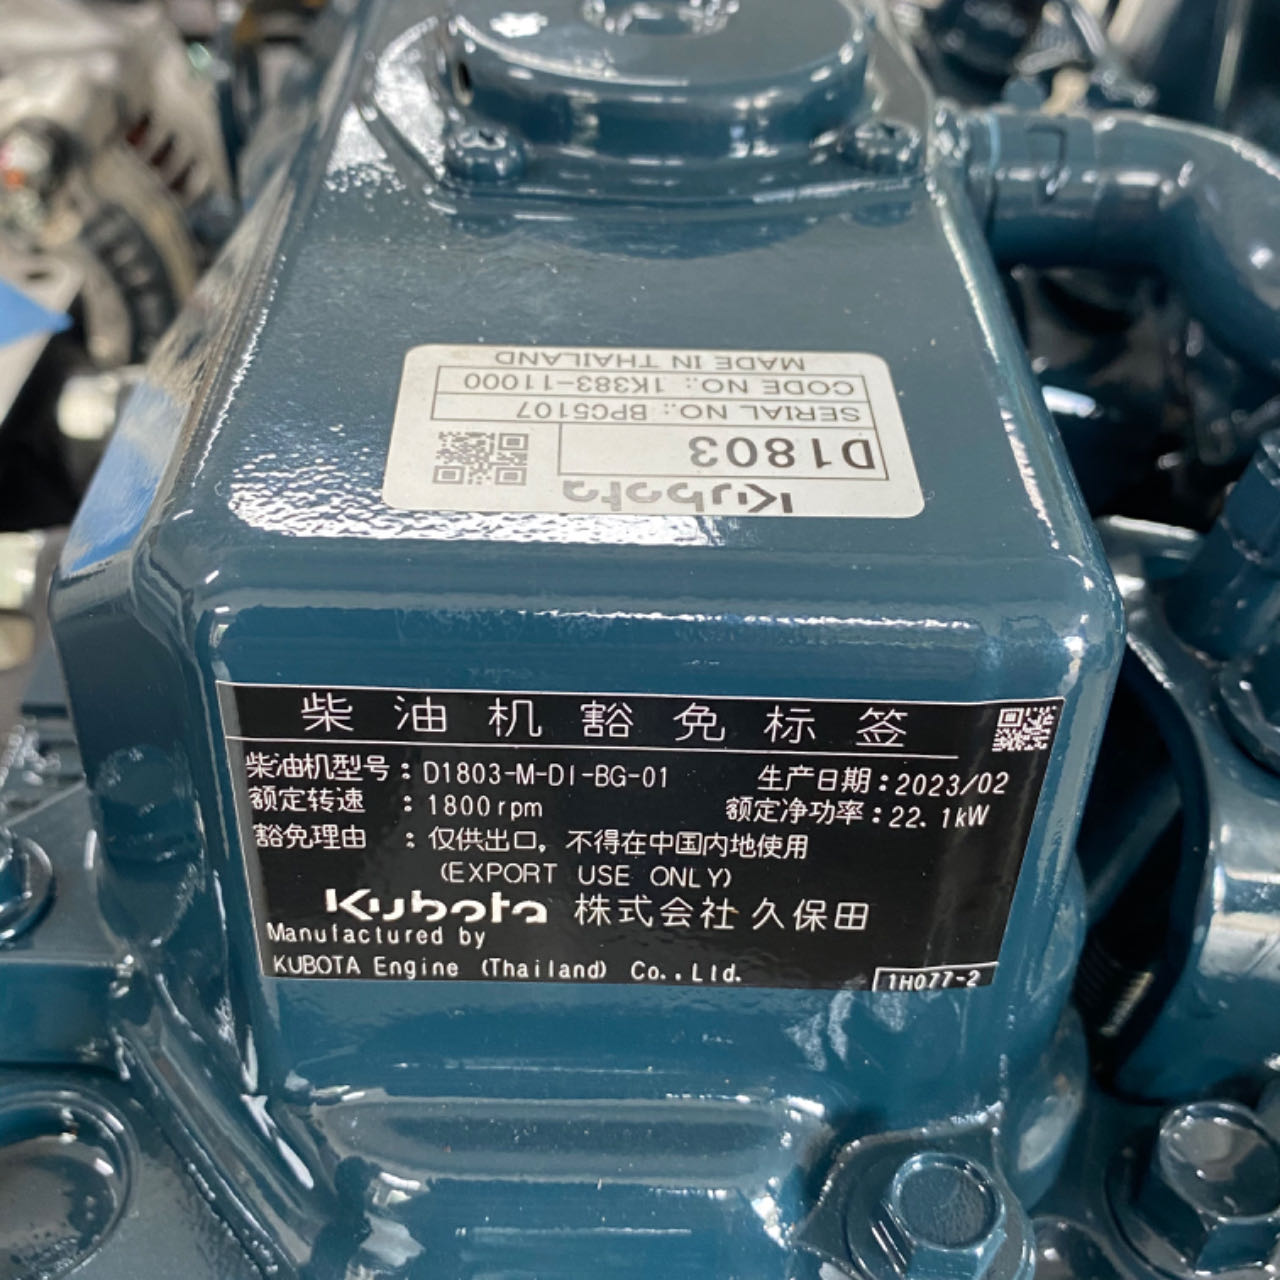 Kubota
D1803
SERIAL NO.: BPC5107
CODE NO.: 1K383-11000
MADE IN THAILAND
柴油机豁免标签
柴油机型号：D1803-M-DI-BG-01 生产日期：2023/02
额定转速：1800rpm 额定净功率：22.1kW
豁免理由：仅供出口，不得在中国内地使用
(EXPORT USE ONLY)
Kubota 株式会社 久保田
Manufactured by
KUBOTA Engine (Thailand) Co.,Ltd.
1H077-2